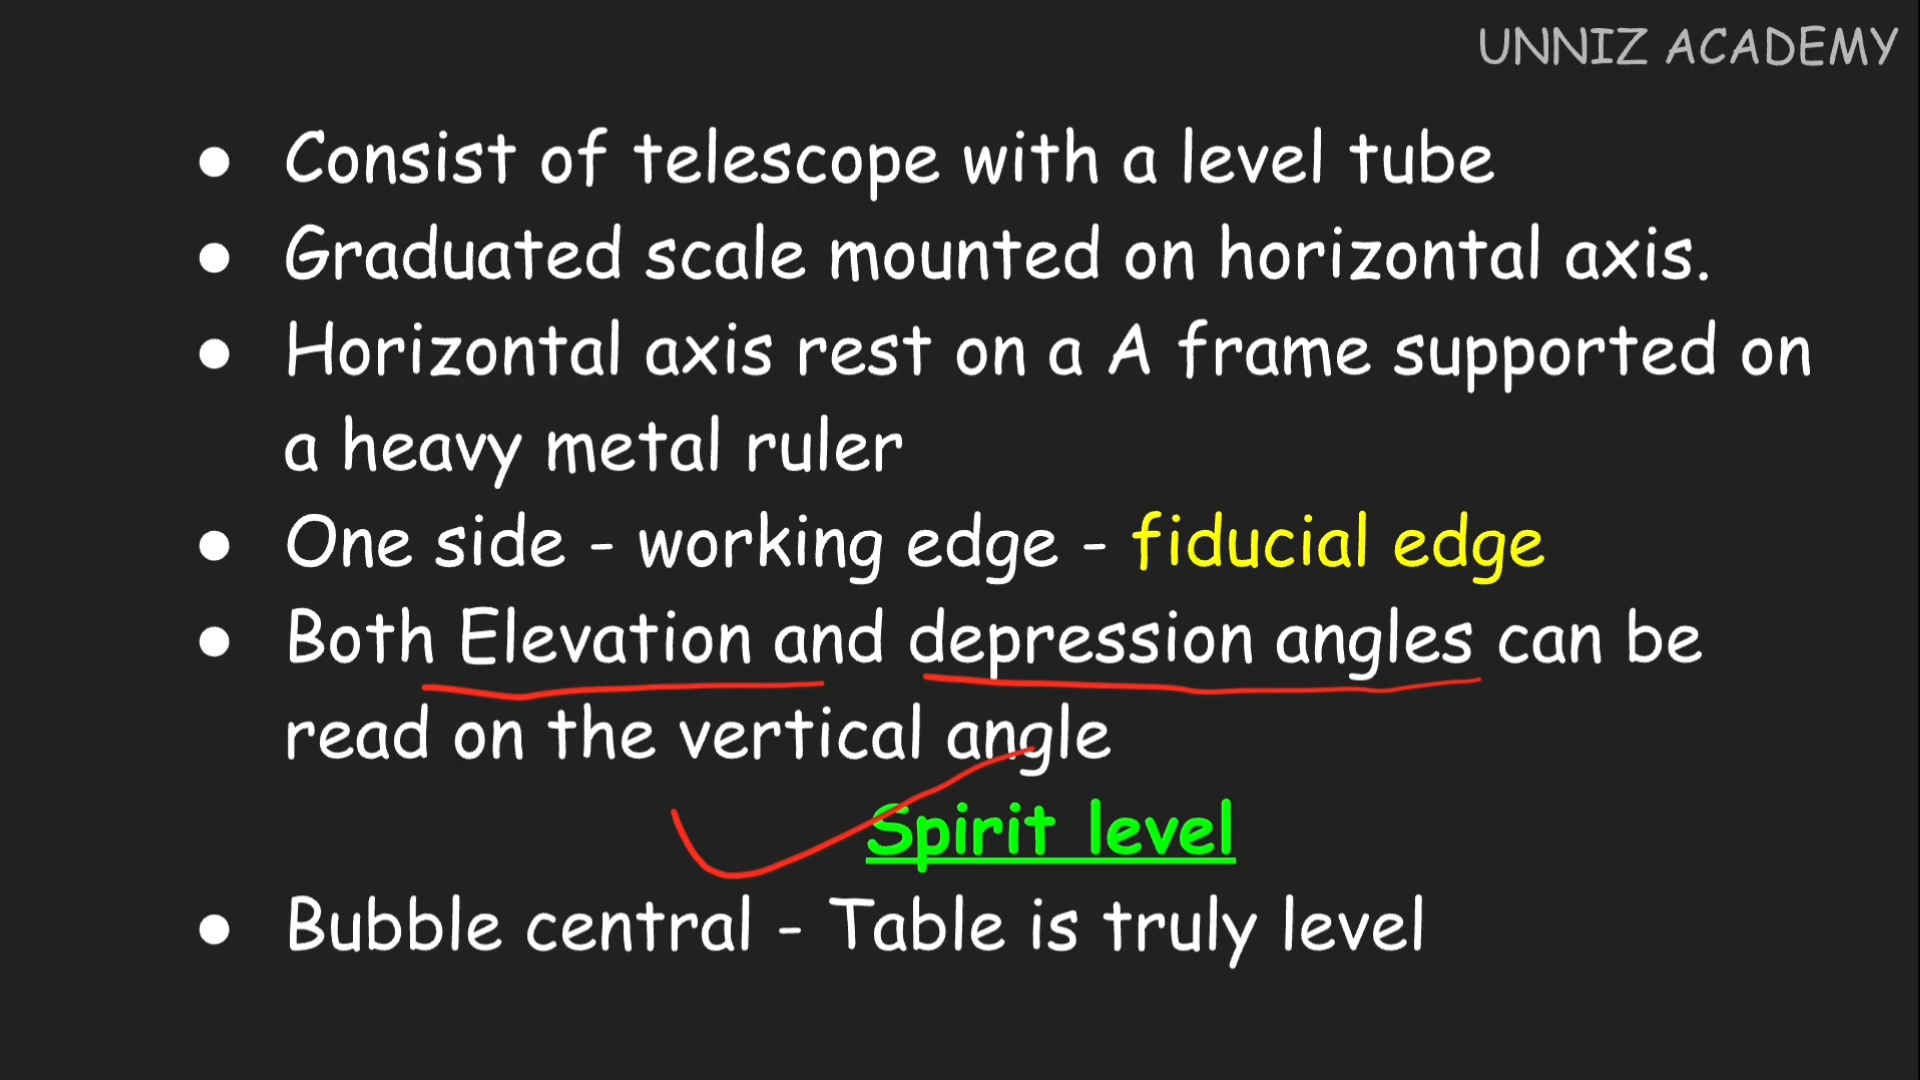 UNNIZ ACADEMY
● Consist of telescope with a level tube
● Graduated scale mounted on horizontal axis.
● Horizontal axis rest on a A frame supported on
a heavy metal ruler
● One side - working edge - fiducial edge
● Both Elevation and depression angles can be
read on the vertical angle
Spirit level
● Bubble central - Table is truly level